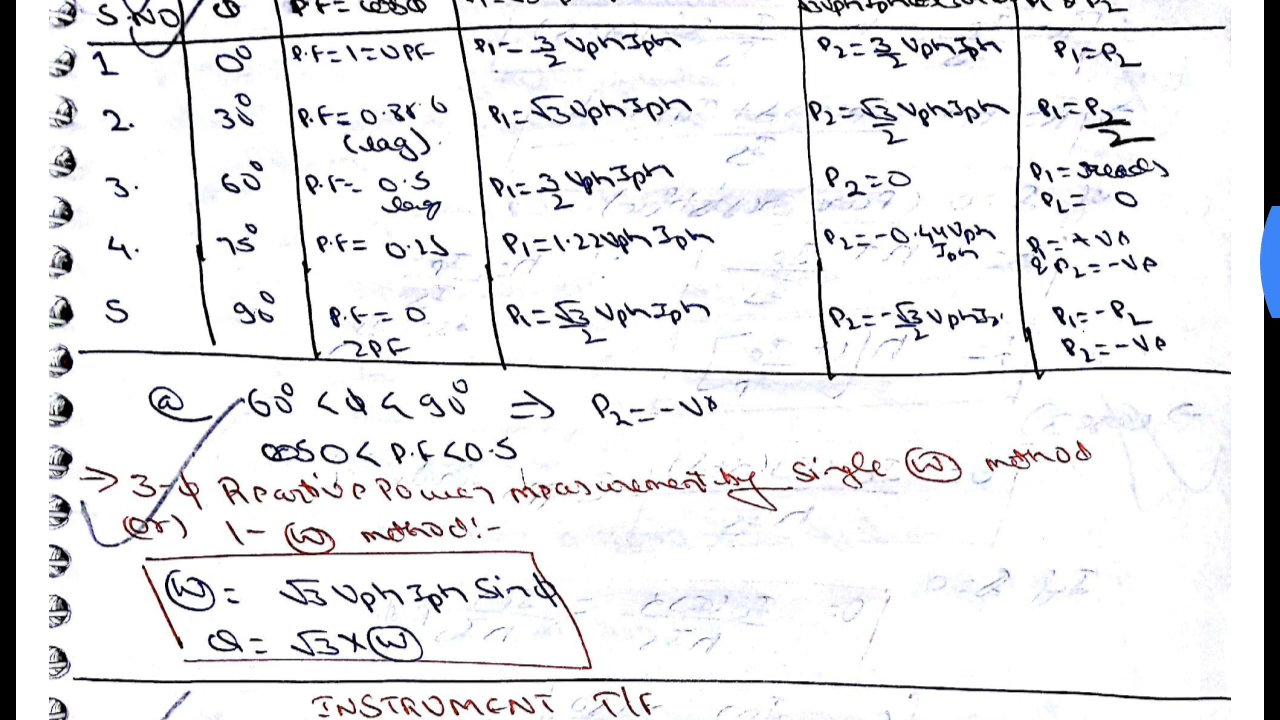 S.NO φ P.F = cosφ
1 0° P.F = 1 = UPF P1 = 3/2 Vph Iph P2 = 3/2 Vph Iph P1 = P2
2. 30° P.F = 0.866 (lag) P1 = √3 Vph Iph P2 = √3/2 Vph Iph P1 = P2/2
3. 60° P.F = 0.5 lag P1 = 3/2 Vph Iph P2 = 0 P1 = reads P2 = 0
4. 75° P.F = 0.25 P1 = 1.22 Vph Iph P2 = -0.44 Vph Iph P1 = +ve & P2 = -ve
5 90° P.F = 0 ZPF P1 = √3/2 Vph Iph P2 = -√3/2 Vph I P1 = -P2 P2 = -ve
@ 60° < φ < 90° ⇒ P2 = -Ve
0 < P.F < 0.5
⇒ 3-φ Reactive Power measurement by Single (W) method
(or) 1- (W) method:-
(W) = √3 Vph Iph Sinφ
Q = √3 × (W)
INSTRUMENT T/F